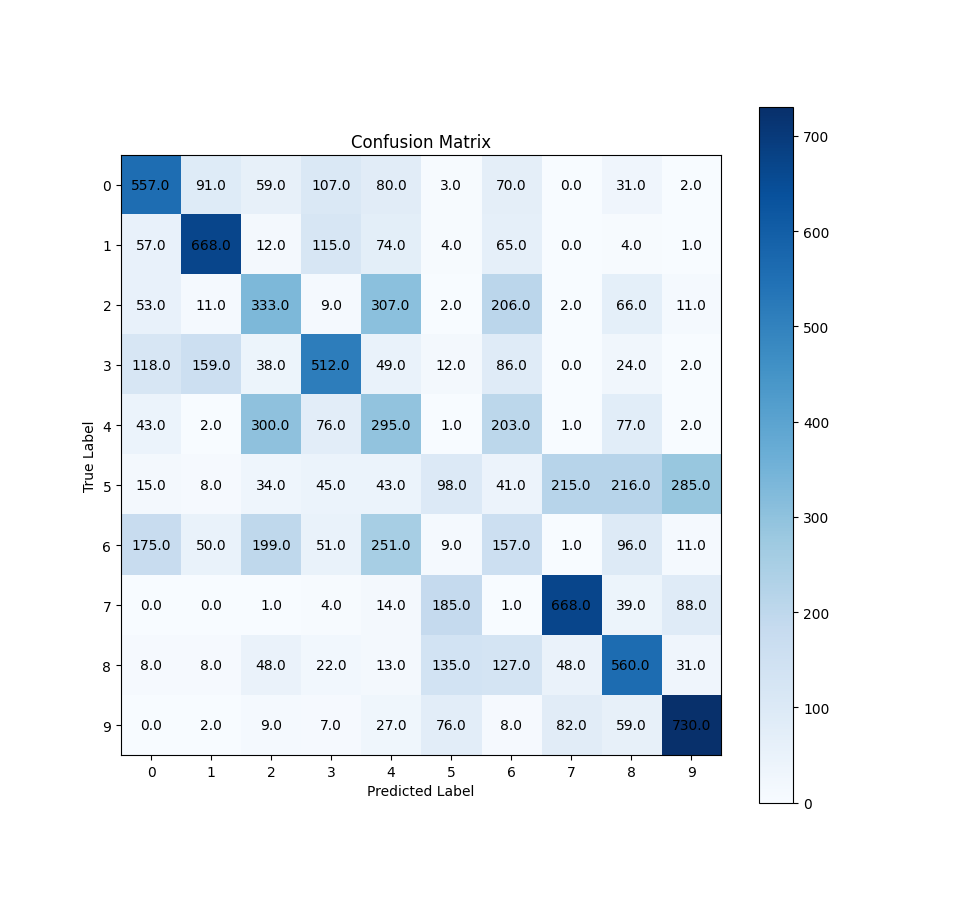 Confusion Matrix
0 557.0 91.0 59.0 107.0 80.0 3.0 70.0 0.0 31.0 2.0
1 57.0 668.0 12.0 115.0 74.0 4.0 65.0 0.0 4.0 1.0
2 53.0 11.0 333.0 9.0 307.0 2.0 206.0 2.0 66.0 11.0
3 118.0 159.0 38.0 512.0 49.0 12.0 86.0 0.0 24.0 2.0
4 43.0 2.0 300.0 76.0 295.0 1.0 203.0 1.0 77.0 2.0
5 15.0 8.0 34.0 45.0 43.0 98.0 41.0 215.0 216.0 285.0
6 175.0 50.0 199.0 51.0 251.0 9.0 157.0 1.0 96.0 11.0
7 0.0 0.0 1.0 4.0 14.0 185.0 1.0 668.0 39.0 88.0
8 8.0 8.0 48.0 22.0 13.0 135.0 127.0 48.0 560.0 31.0
9 0.0 2.0 9.0 7.0 27.0 76.0 8.0 82.0 59.0 730.0
0 1 2 3 4 5 6 7 8 9
Predicted Label
True Label
700
600
500
400
300
200
100
0